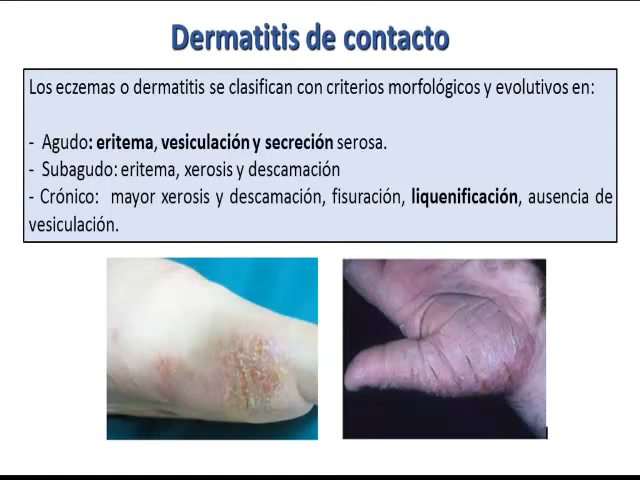 Dermatitis de contacto
Los eczemas o dermatitis se clasifican con criterios morfológicos y evolutivos en:
- Agudo: eritema, vesiculación y secreción serosa.
- Subagudo: eritema, xerosis y descamación
- Crónico: mayor xerosis y descamación, fisuración, liquenificación, ausencia de
vesiculación.